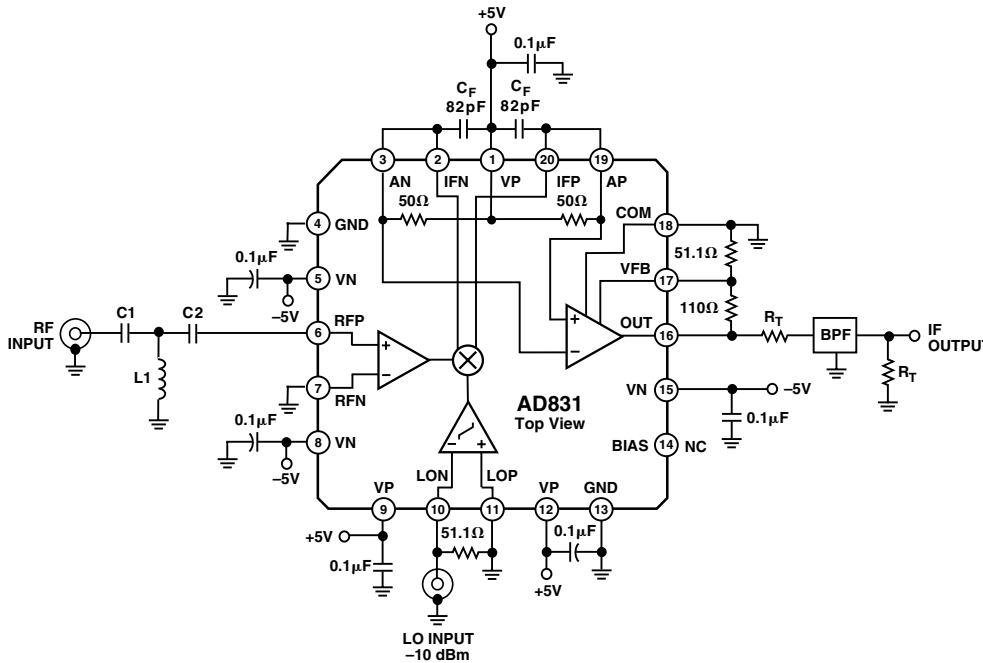 +5V
0.1µF
CF
82pF
CF
82pF
3
2
1
20
19
AN
IFN
VP
IFP
AP
50Ω
50Ω
COM
18
4
GND
51.1Ω
0.1µF
VFB
17
5
VN
–5V
110Ω
C1
C2
RF
INPUT
6
RFP
+
–
L1
7
RFN
+
–
OUT
16
RT
BPF
IF
OUTPUT
RT
VN
15
–5V
AD831
Top View
0.1µF
0.1µF
8
VN
–5V
–
+
BIAS
14
NC
LON
LOP
VP
VP
GND
9
10
11
12
13
+5V
0.1µF
51.1Ω
0.1µF
+5V
LO INPUT
–10 dBm